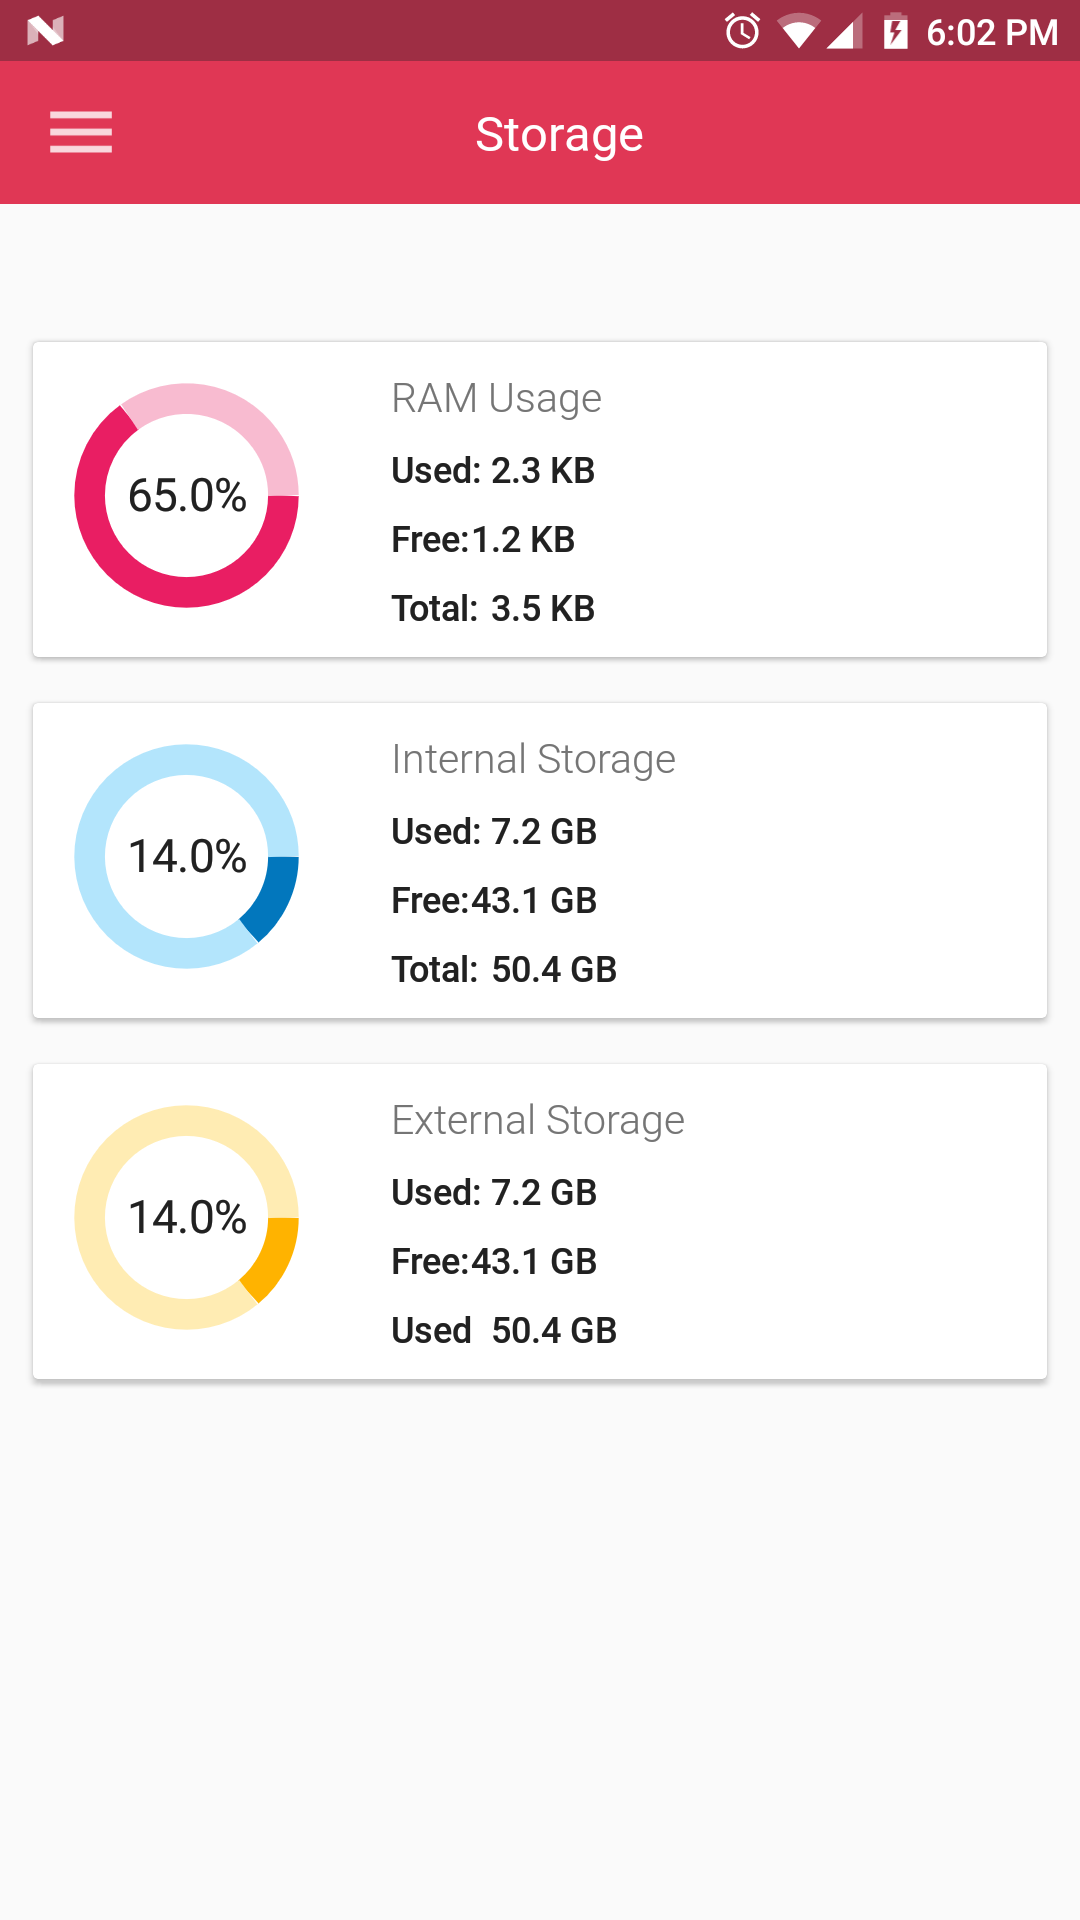 6:02 PM
Storage
RAM Usage
65.0%
Used: 2.3 KB
Free:1.2 KB
Total: 3.5 KB
Internal Storage
14.0%
Used: 7.2 GB
Free:43.1 GB
Total: 50.4 GB
External Storage
14.0%
Used: 7.2 GB
Free:43.1 GB
Used 50.4 GB